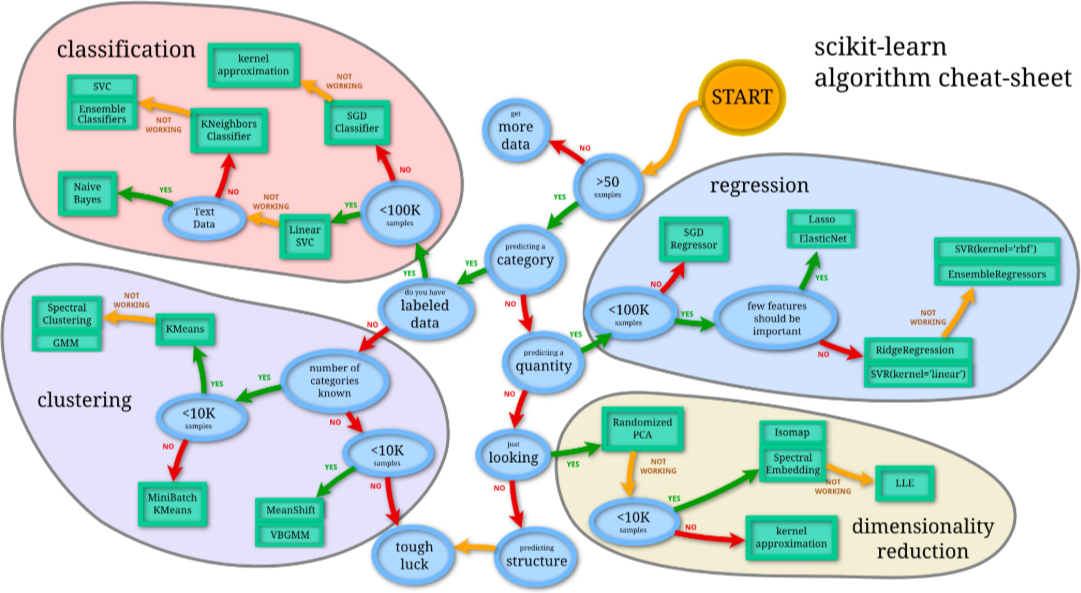 scikit-learn
algorithm cheat-sheet
START
get
more
data
NO
>50
samples
YES
predicting a
category
YES
NO
do you have
labeled
data
YES
NO
predicting a
quantity
YES
NO
just
looking
YES
NO
predicting
structure
tough
luck
classification
kernel
approximation
NOT
WORKING
SGD
Classifier
NO
<100K
samples
YES
Linear
SVC
NOT
WORKING
Text
Data
YES
Naive
Bayes
NO
KNeighbors
Classifier
NOT
WORKING
SVC
Ensemble
Classifiers
regression
<100K
samples
NO
SGD
Regressor
YES
few features
should be
important
YES
Lasso
ElasticNet
NO
RidgeRegression
SVR(kernel='linear')
NOT
WORKING
SVR(kernel='rbf')
EnsembleRegressors
clustering
number of
categories
known
YES
<10K
samples
YES
KMeans
NOT
WORKING
Spectral
Clustering
GMM
NO
MiniBatch
KMeans
NO
<10K
samples
YES
MeanShift
VBGMM
NO
dimensionality
reduction
Randomized
PCA
NOT
WORKING
<10K
samples
YES
Isomap
Spectral
Embedding
NOT
WORKING
LLE
NO
kernel
approximation